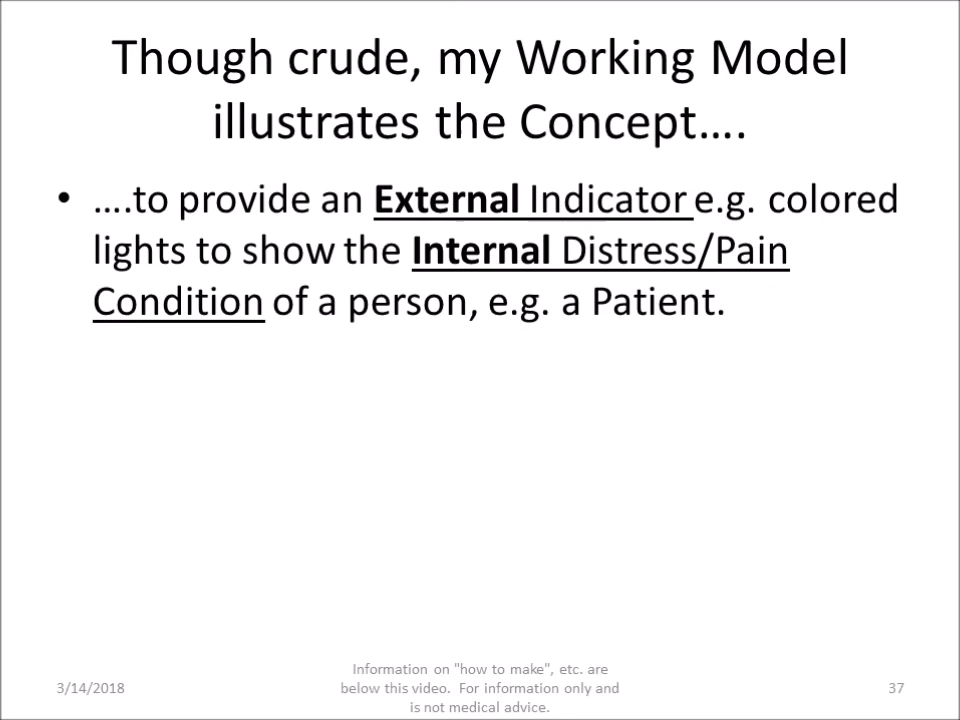 Though crude, my Working Model
illustrates the Concept….
• ….to provide an External Indicator e.g. colored
lights to show the Internal Distress/Pain
Condition of a person, e.g. a Patient.
Information on "how to make", etc. are
3/14/2018 below this video. For information only and 37
is not medical advice.